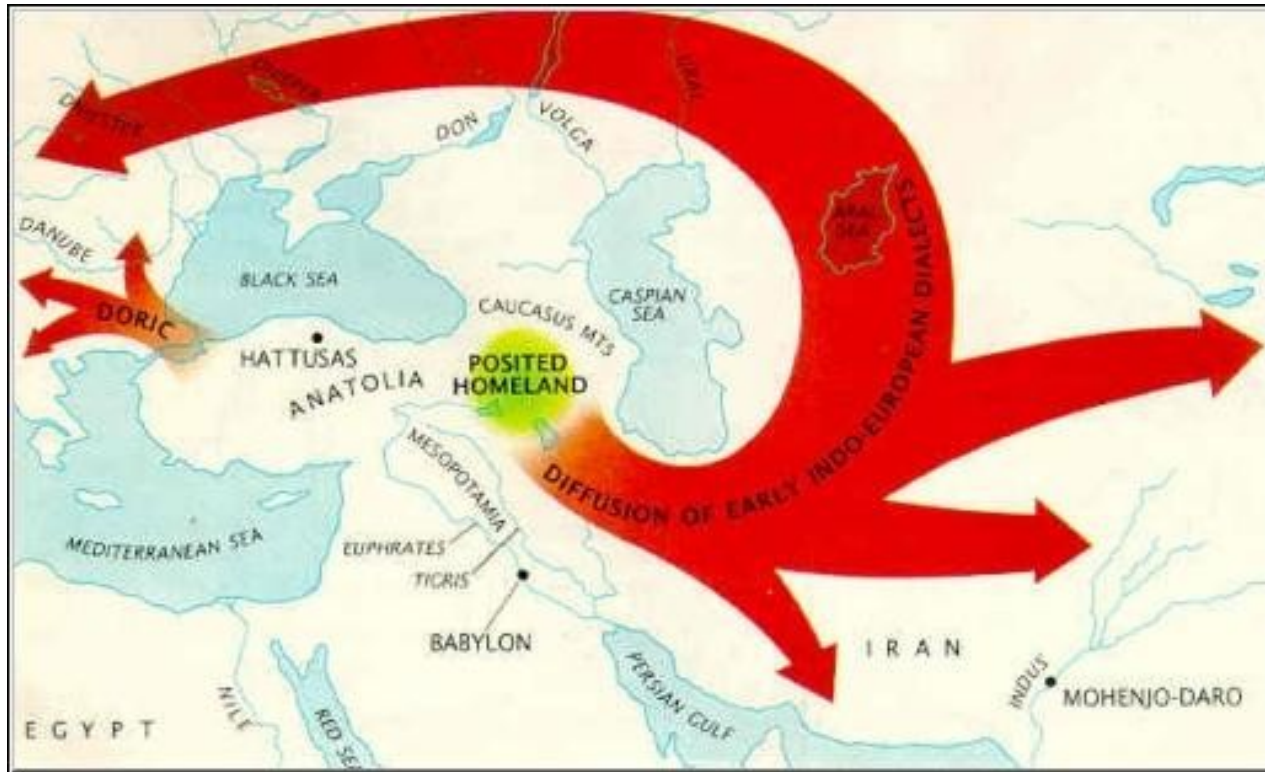 DNIESTER
DNIEPER
DON
VOLGA
URAL
DANUBE
BLACK SEA
DORIC
HATTUSAS
ANATOLIA
CAUCASUS MTS
CASPIAN
SEA
ARAL
SEA
POSITED
HOMELAND
DIFFUSION OF EARLY INDO-EUROPEAN DIALECTS
MESOPOTAMIA
MEDITERRANEAN SEA
EUPHRATES
TIGRIS
BABYLON
IRAN
PERSIAN GULF
INDUS
MOHENJO-DARO
NILE
RED SEA
EGYPT